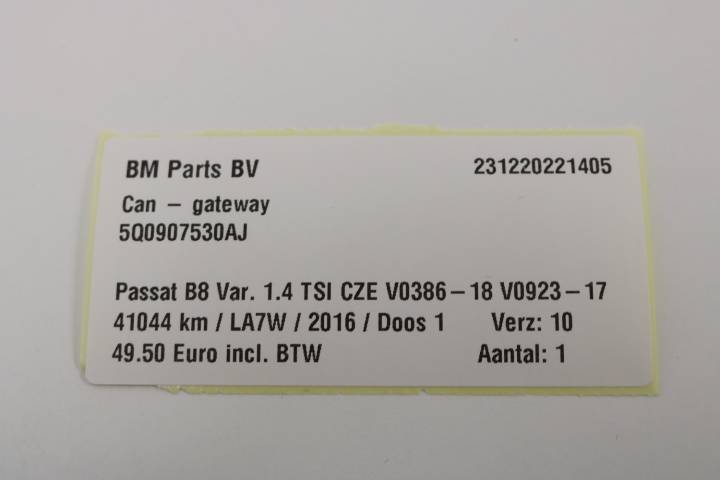 BM Parts BV 231220221405
Can – gateway
5Q0907530AJ
Passat B8 Var. 1.4 TSI CZE V0386–18 V0923–17
41044 km / LA7W / 2016 / Doos 1 Verz: 10
49.50 Euro incl. BTW Aantal: 1